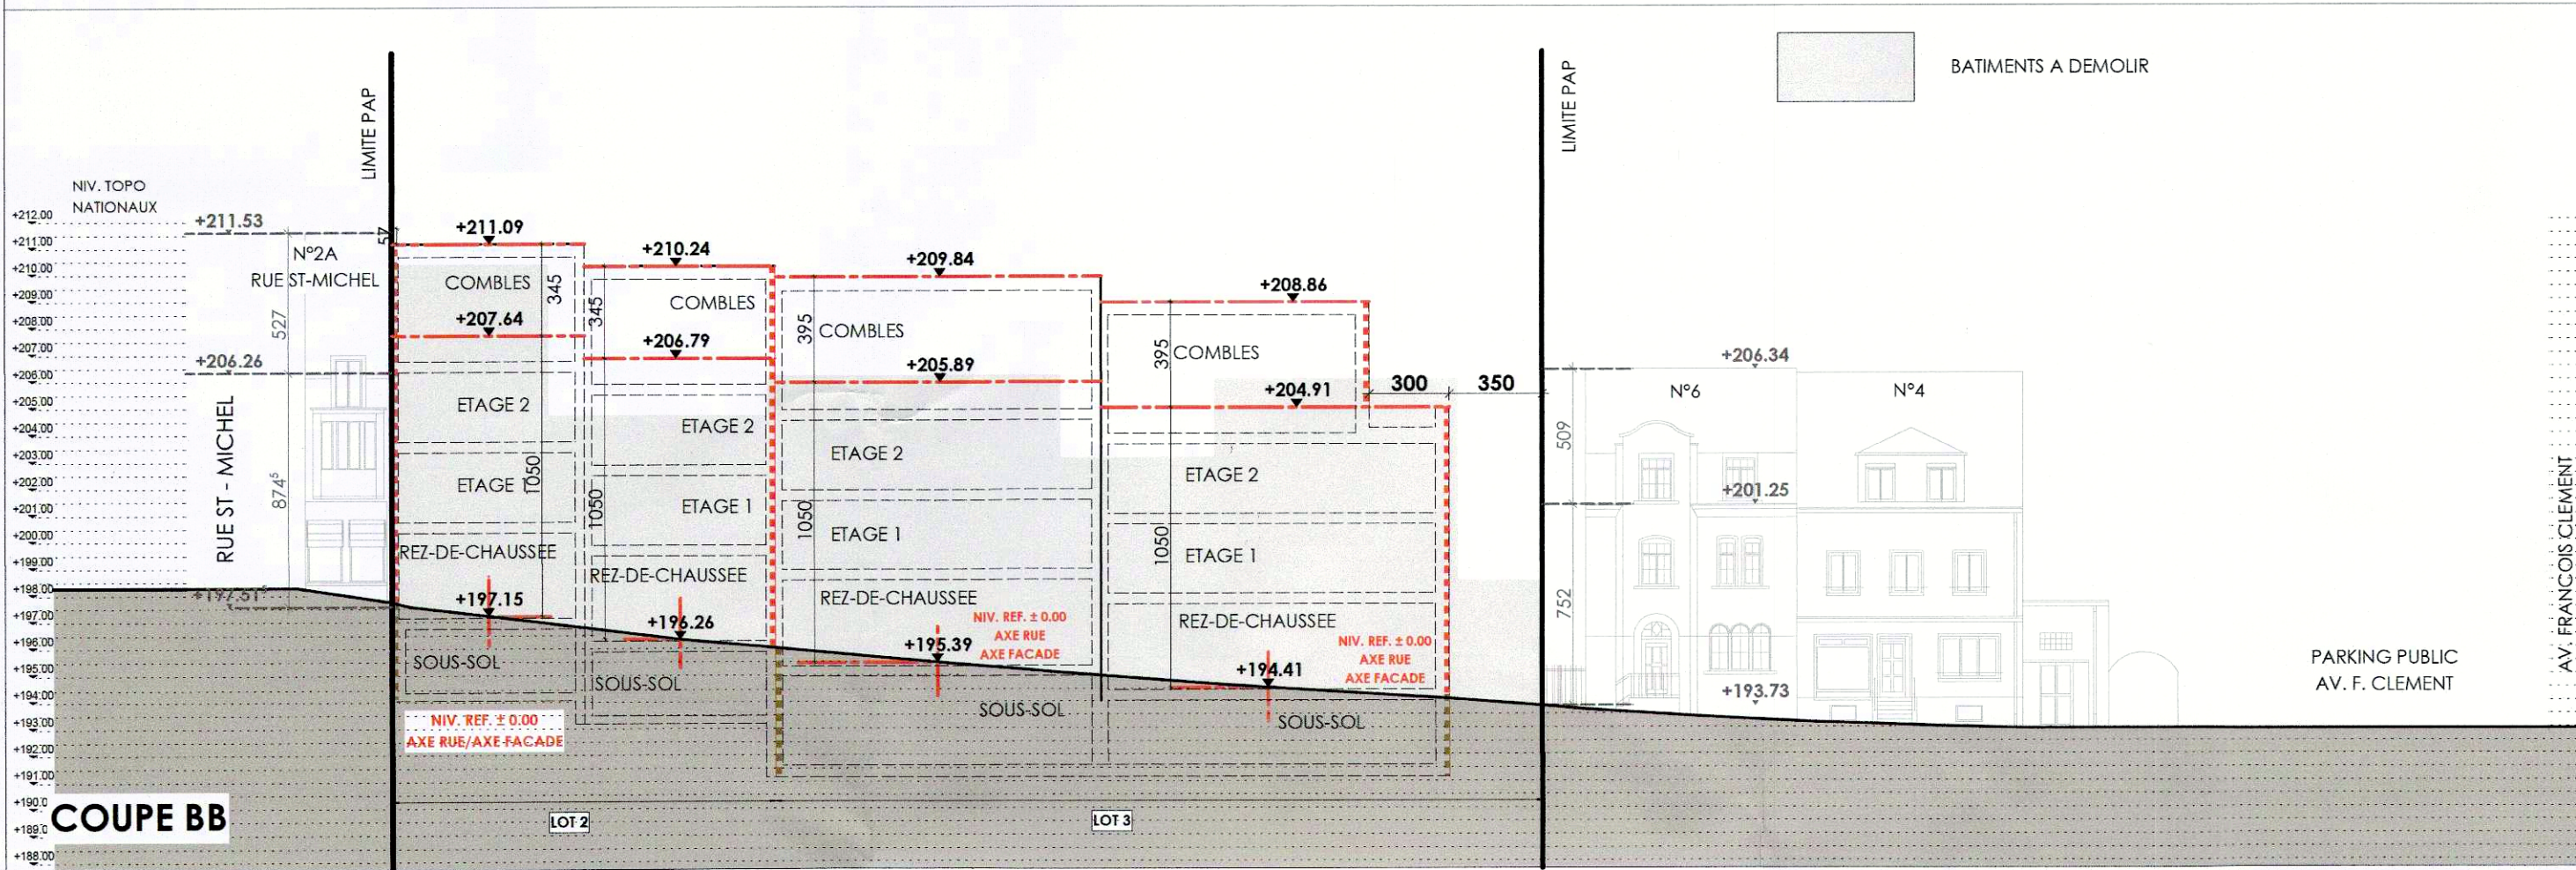 BATIMENTS A DEMOLIR
LIMITE PAP
LIMITE PAP
NIV. TOPO
NATIONAUX
+212.00
+211.00
+210.00
+209.00
+208.00
+207.00
+206.00
+205.00
+204.00
+203.00
+202.00
+201.00
+200.00
+199.00
+198.00
+197.00
+196.00
+195.00
+194.00
+193.00
+192.00
+191.00
+190.0
+189.0
+188.00
+211.53
N°2A
RUE ST-MICHEL
57
527
+206.26
874⁵
RUE ST - MICHEL
+197.51⁵
+211.09
COMBLES
345
+207.64
ETAGE 2
ETAGE 1
1050
REZ-DE-CHAUSSEE
+197.15
SOUS-SOL
NIV. REF. ± 0.00
AXE RUE/AXE FACADE
+210.24
COMBLES
345
+206.79
ETAGE 2
ETAGE 1
1050
REZ-DE-CHAUSSEE
+196.26
SOUS-SOL
+209.84
395
COMBLES
+205.89
ETAGE 2
ETAGE 1
1050
REZ-DE-CHAUSSEE
NIV. REF. ± 0.00
AXE RUE
AXE FACADE
+195.39
SOUS-SOL
+208.86
395
COMBLES
+204.91
300
350
ETAGE 2
ETAGE 1
1050
REZ-DE-CHAUSSEE
NIV. REF. ± 0.00
AXE RUE
AXE FACADE
+194.41
SOUS-SOL
+206.34
N°6
N°4
509
+201.25
752
+193.73
PARKING PUBLIC
AV. F. CLEMENT
AV. FRANCOIS CLEMENT
COUPE BB
LOT 2
LOT 3